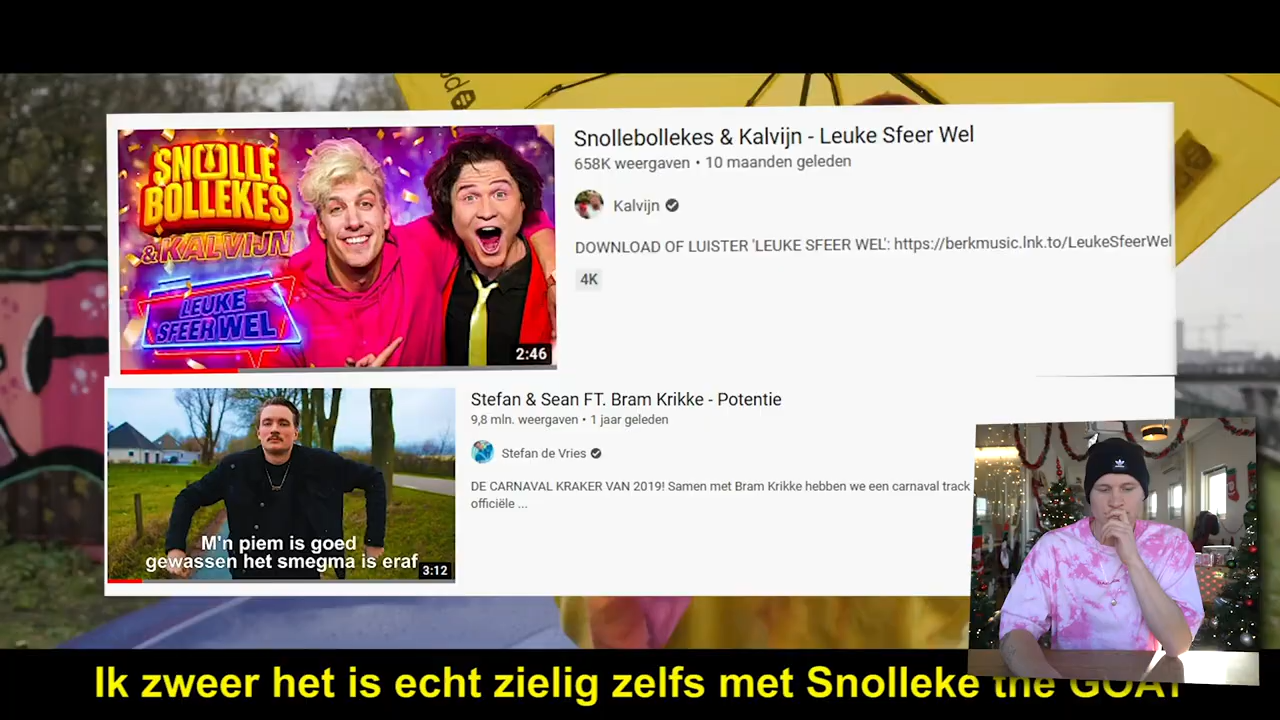 Snollebollekes & Kalvijn - Leuke Sfeer Wel
658K weergaven • 10 maanden geleden
Kalvijn
DOWNLOAD OF LUISTER 'LEUKE SFEER WEL': https://berkmusic.lnk.to/LeukeSfeerWel
4K
SNOLLE
BOLLEKES
& KALVIJN
LEUKE
SFEER WEL
2:46
Stefan & Sean FT. Bram Krikke - Potentie
9,8 mln. weergaven • 1 jaar geleden
Stefan de Vries
DE CARNAVAL KRAKER VAN 2019! Samen met Bram Krikke hebben we een carnaval track
officiële ...
M'n piem is goed
gewassen het smegma is eraf
3:12
Ik zweer het is echt zielig zelfs met Snolleke the GOAT